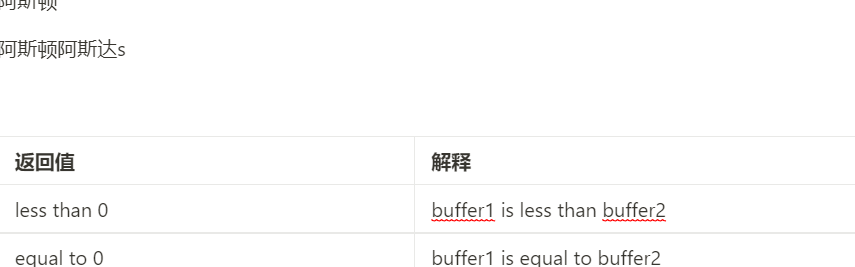 阿斯顿
阿斯顿阿斯达s
返回值 解释
less than 0 buffer1 is less than buffer2
equal to 0 buffer1 is equal to buffer2